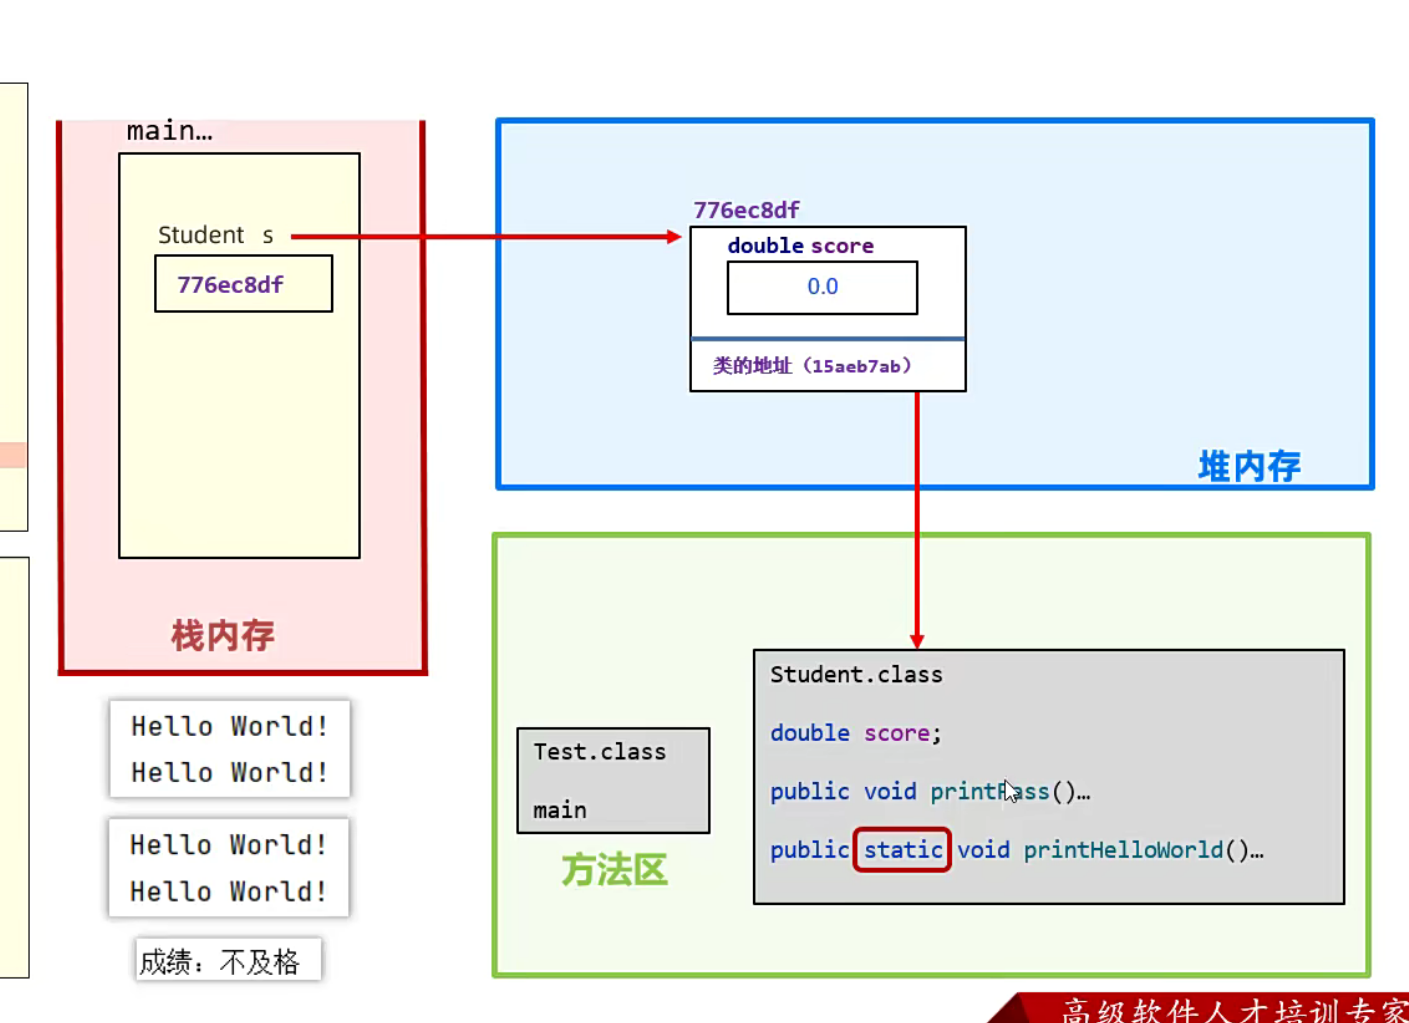 main…
Student s
776ec8df
栈内存
Hello World!
Hello World!
Hello World!
Hello World!
成绩：不及格
776ec8df
double score
0.0
类的地址（15aeb7ab）
堆内存
Test.class
main
方法区
Student.class
double score;
public void printPass()…
public static void printHelloWorld()…
高级软件人才培训专家